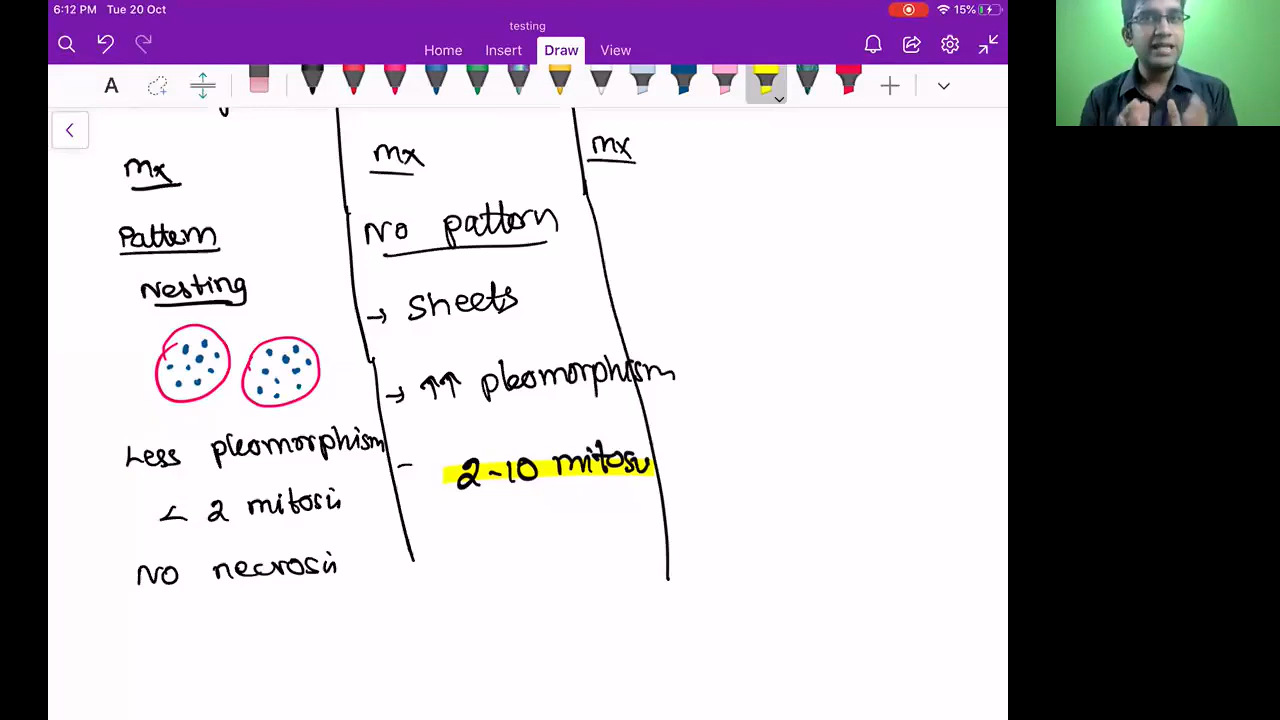 6:12 PM Tue 20 Oct
15%
testing
Home Insert Draw View
A
mx
Pattern
Nesting
Less pleomorphism
< 2 mitosis
No necrosis
mx
No pattern
→ sheets
→ ↑↑ pleomorphism
- 2-10 mitosis
mx